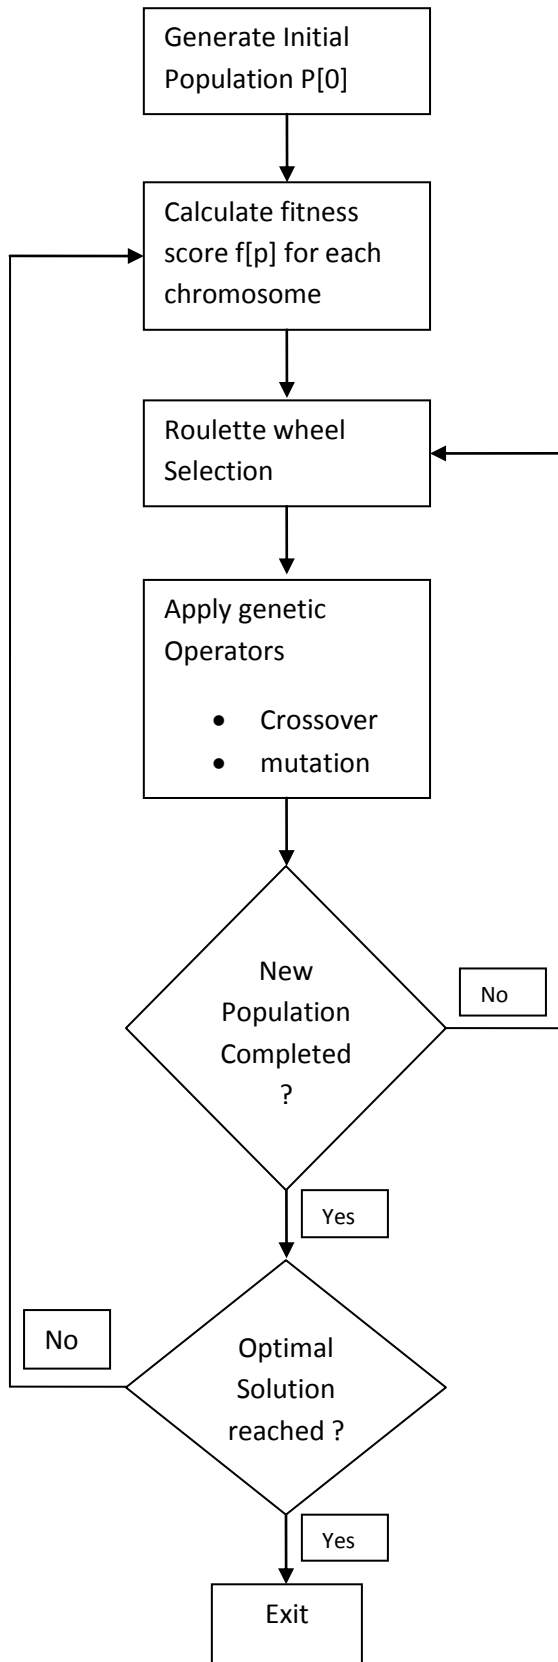 Generate Initial
Population P[0]
Calculate fitness
score f[p] for each
chromosome
Roulette wheel
Selection
Apply genetic
Operators
• Crossover
• mutation
New
Population
Completed
?
No
Yes
No
Optimal
Solution
reached ?
Yes
Exit